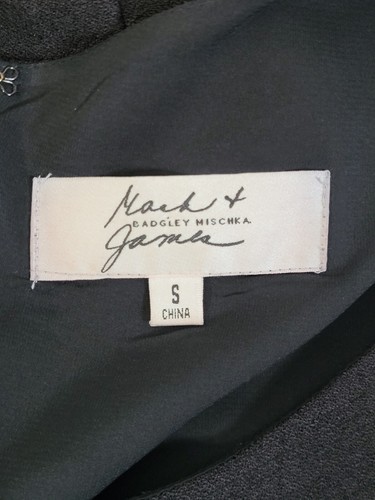 Mark +
BADGLEY MISCHKA
James
S
CHINA